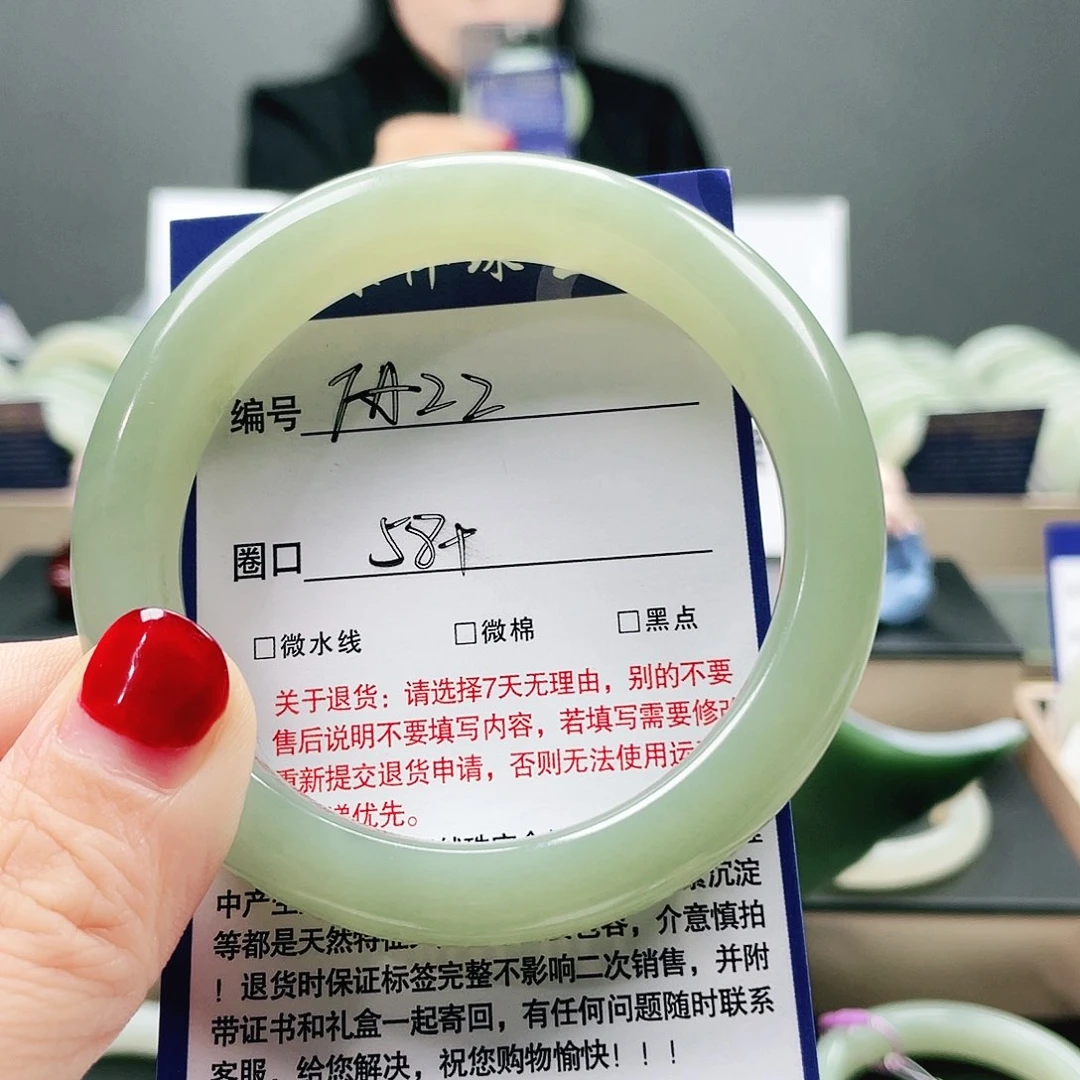 编号 7A22
圈口 58+
□微水线 □微棉 □黑点
关于退货：请选择7天无理由，别的不要
售后说明不要填写内容，若填写需要修改
重新提交退货申请，否则无法使用运
优先。
中产生
等都是天然特征
！退货时保证标签完整不影响二次销售，并附
带证书和礼盒一起寄回，有任何问题随时联系
客服，给您解决，祝您购物愉快！！！
沉淀
包容，介意慎拍